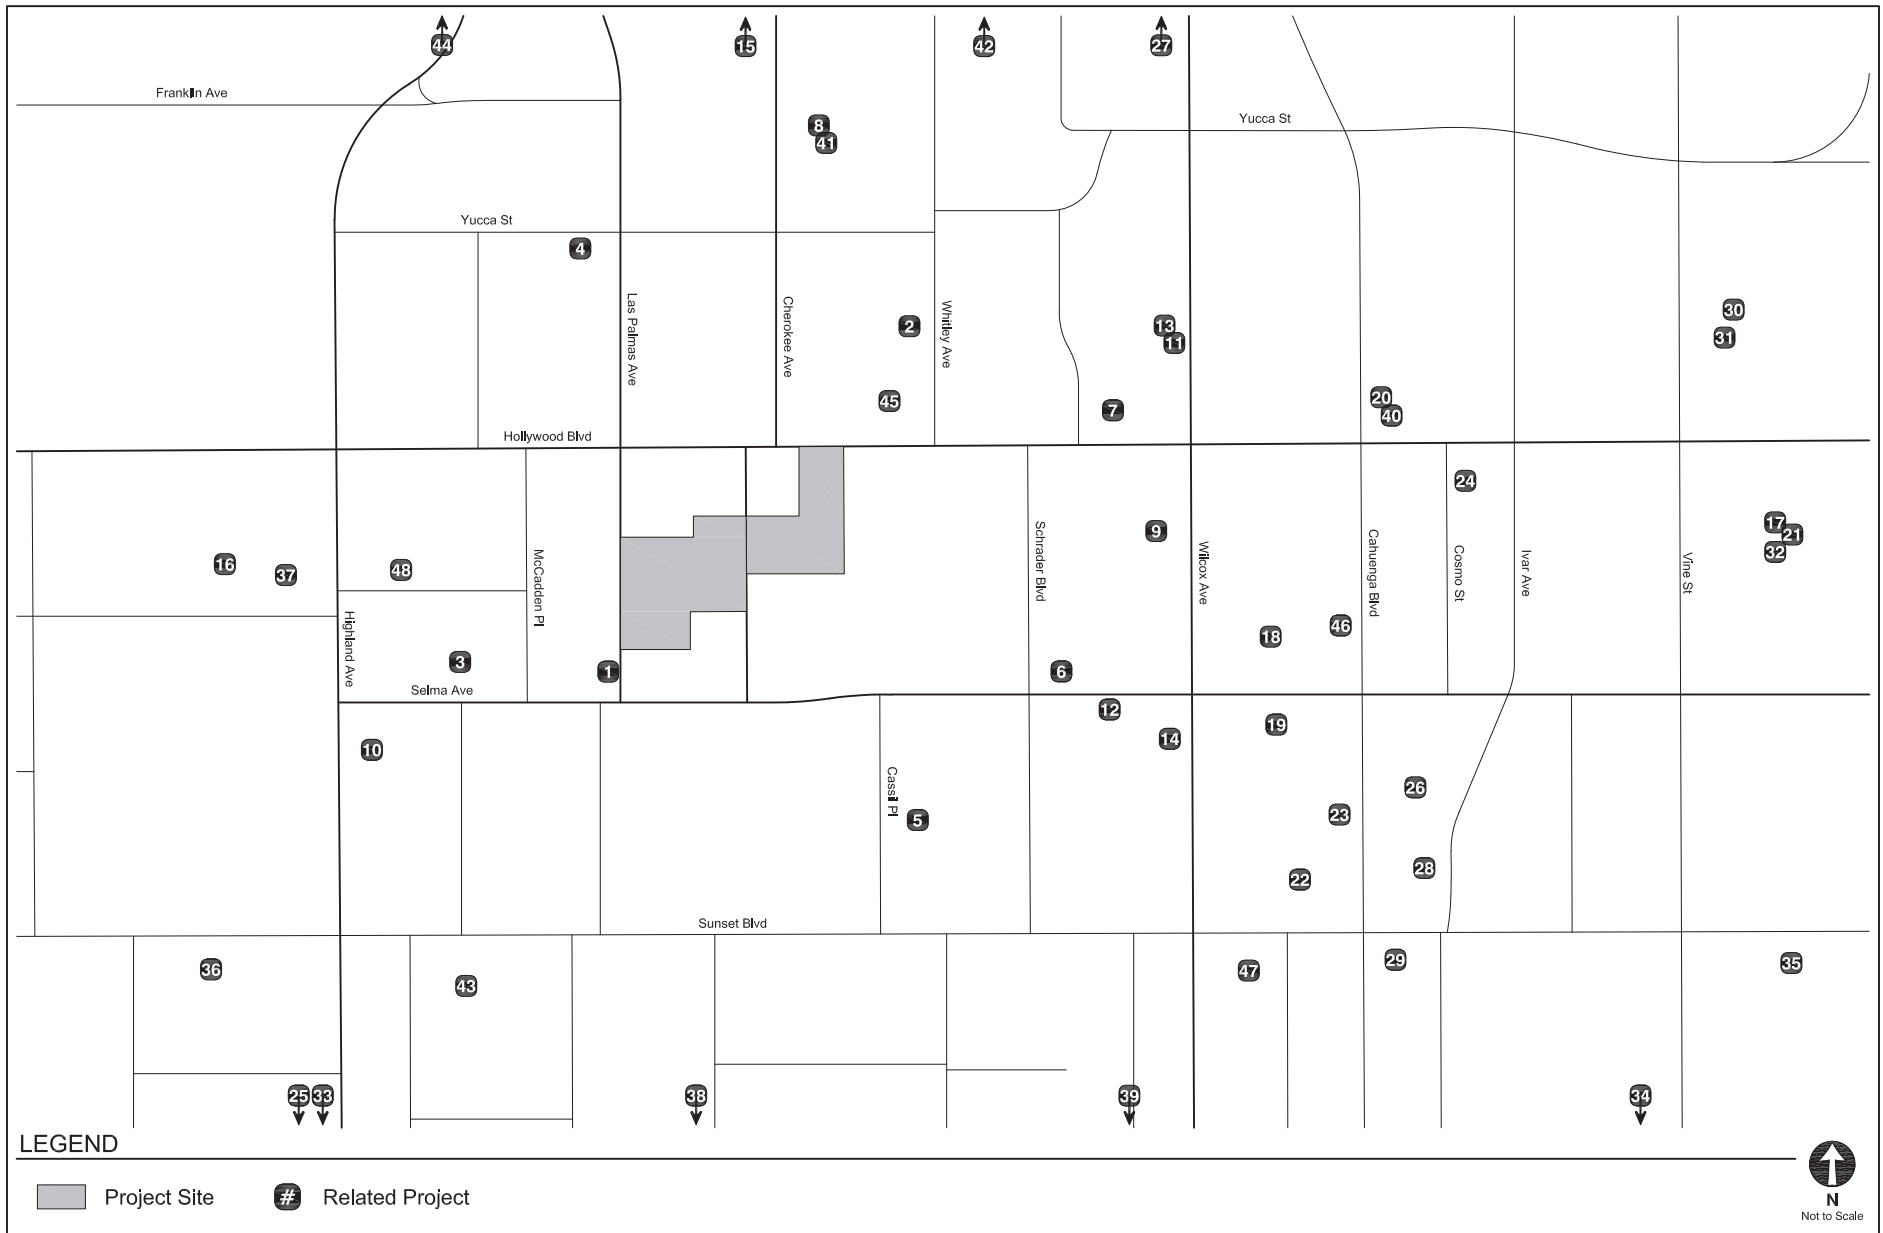 44
15
42
27
Franklin Ave
Yucca St
8
41
Yucca St
4
Las Palmas Ave
Cherokee Ave
2
Whitley Ave
13
11
30
31
45
7
20
40
Hollywood Blvd
24
16
37
48
McCadden Pl
Schrader Blvd
9
Wilcox Ave
Cahuenga Blvd
Cosmo St
Ivar Ave
Vine St
17
21
32
Highland Ave
3
1
6
18
46
Selma Ave
10
12
14
19
Cassil Pl
5
26
23
28
22
Sunset Blvd
36
43
47
29
35
25
33
38
39
34
LEGEND
Project Site
# Related Project
N
Not to Scale